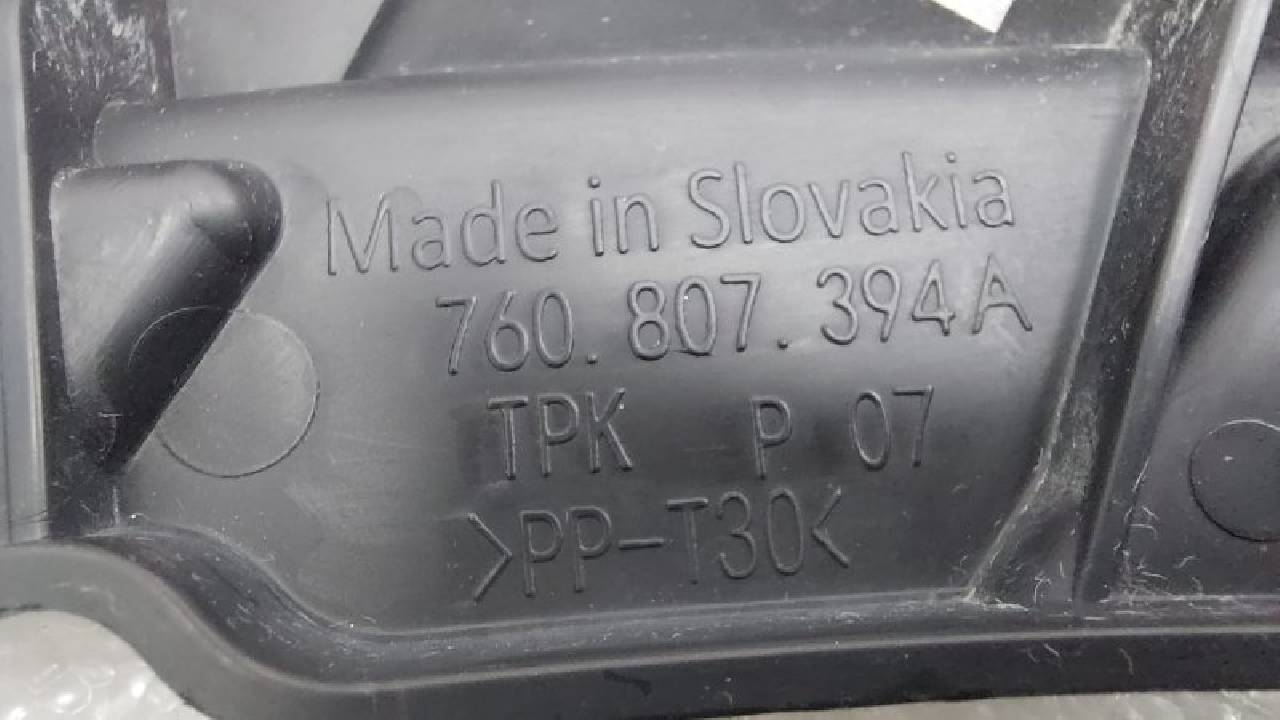 Made in Slovakia
760.807.394A
TPK P 07
>PP-T30<